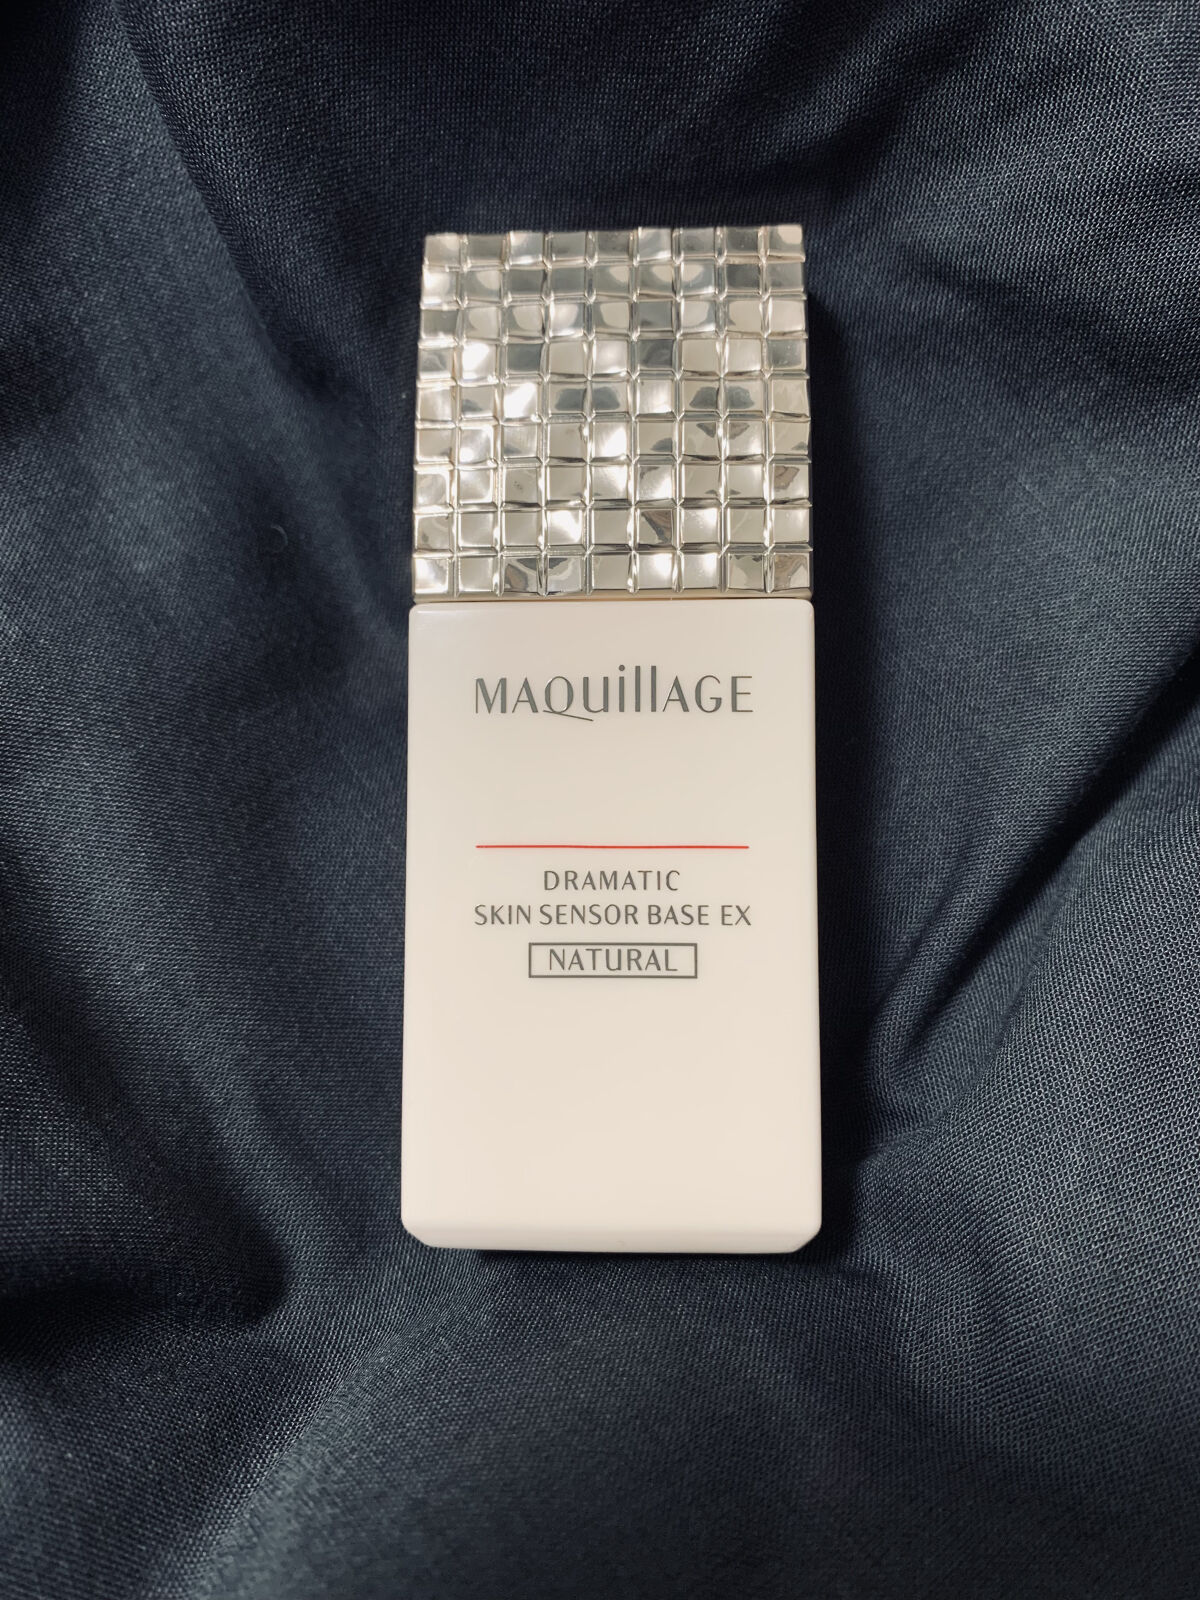 MAQuillAGE
DRAMATIC
SKIN SENSOR BASE EX
NATURAL